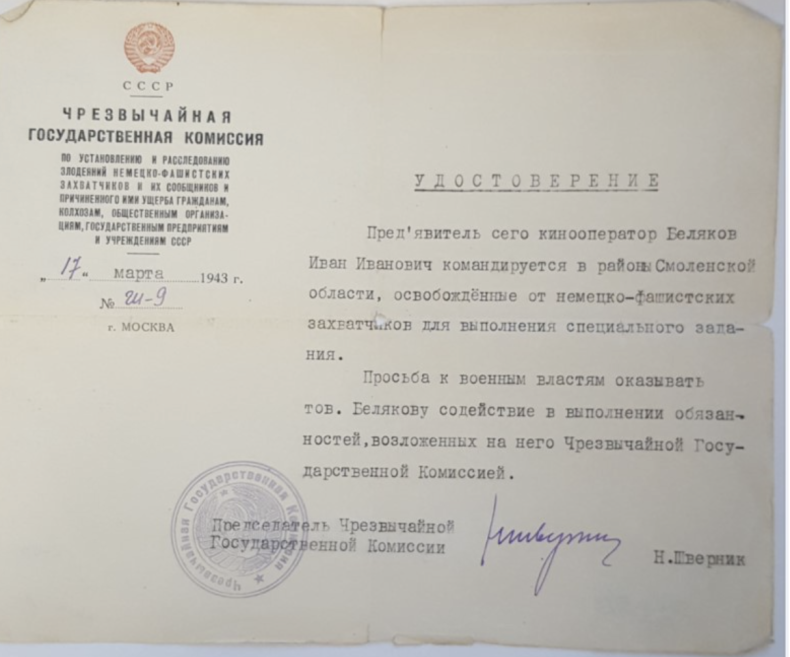 СССР
ЧРЕЗВЫЧАЙНАЯ
ГОСУДАРСТВЕННАЯ КОМИССИЯ
ПО УСТАНОВЛЕНИЮ И РАССЛЕДОВАНИЮ
ЗЛОДЕЯНИЙ НЕМЕЦКО-ФАШИСТСКИХ
ЗАХВАТЧИКОВ И ИХ СООБЩНИКОВ И
ПРИЧИНЕННОГО ИМИ УЩЕРБА ГРАЖДАНАМ,
КОЛХОЗАМ, ОБЩЕСТВЕННЫМ ОРГАНИЗА-
ЦИЯМ, ГОСУДАРСТВЕННЫМ ПРЕДПРИЯТИЯМ
И УЧРЕЖДЕНИЯМ СССР
„17" марта 1943 г.
№
г. МОСКВА
УДОСТОВЕРЕНИЕ
Пред'явитель сего кинооператор Беляков
Иван Иванович командируется в районы Смоленской
области, освобождённые от немецко-фашистских
захватчиков для выполнения специального зада-
ния.
Просьба к военным властям оказывать
тов. Белякову содействие в выполнении обязан-
ностей, возложенных на него Чрезвычайной Госу-
дарственной Комиссией.
Председатель Чрезвычайной
Государственной Комиссии
Н.Шверник
Чрезвычайная Государственная Комиссия